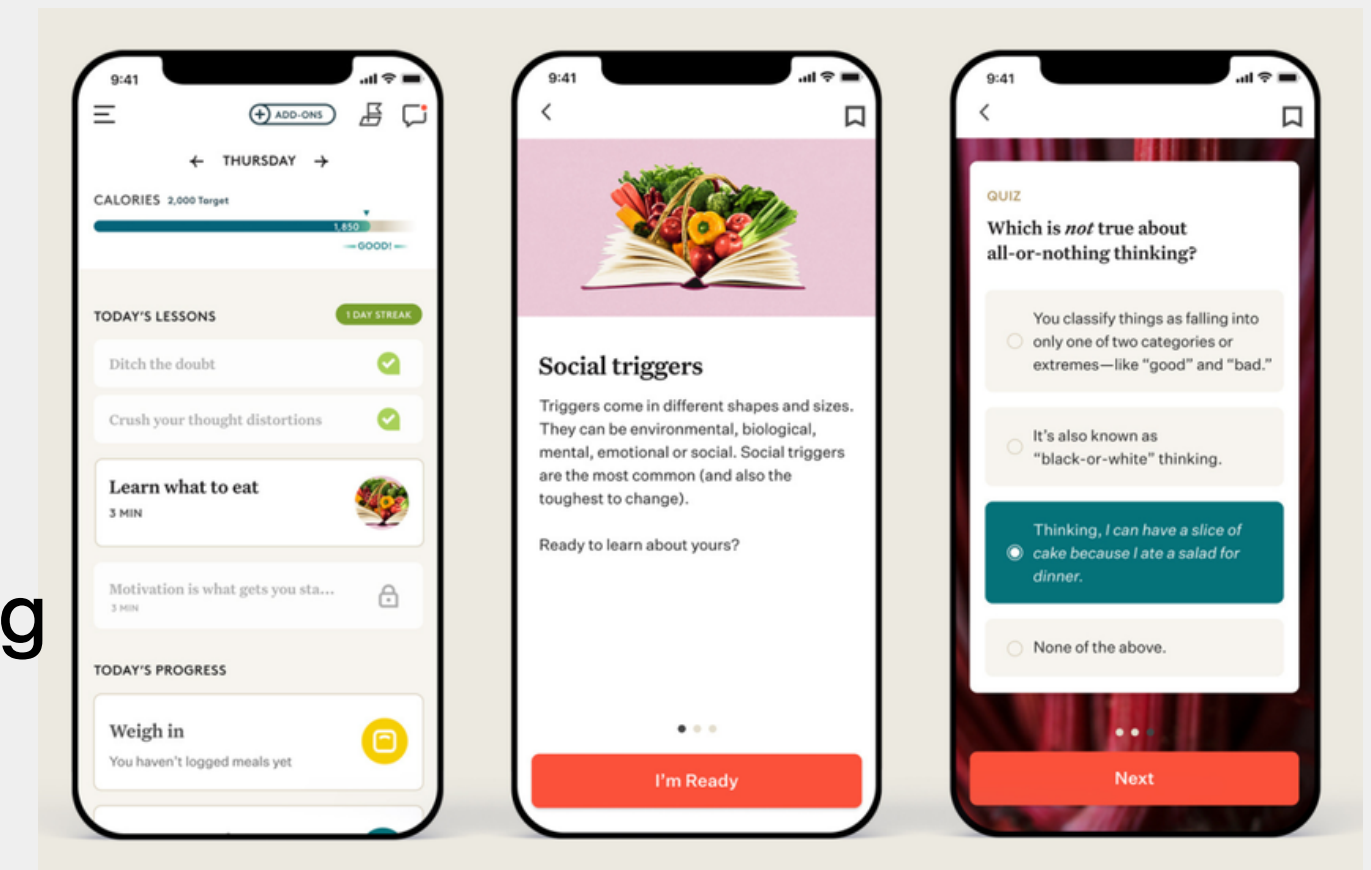 g
9:41
ADD-ONS
← THURSDAY →
CALORIES 2,000 Target
1,850
GOOD!
TODAY'S LESSONS 1 DAY STREAK
Ditch the doubt
Crush your thought distortions
Learn what to eat
3 MIN
Motivation is what gets you sta...
3 MIN
TODAY'S PROGRESS
Weigh in
You haven't logged meals yet
9:41
Social triggers
Triggers come in different shapes and sizes.
They can be environmental, biological,
mental, emotional or social. Social triggers
are the most common (and also the
toughest to change).
Ready to learn about yours?
I'm Ready
9:41
QUIZ
Which is not true about
all-or-nothing thinking?
You classify things as falling into
only one of two categories or
extremes—like "good" and "bad."
It's also known as
"black-or-white" thinking.
Thinking, I can have a slice of
cake because I ate a salad for
dinner.
None of the above.
Next